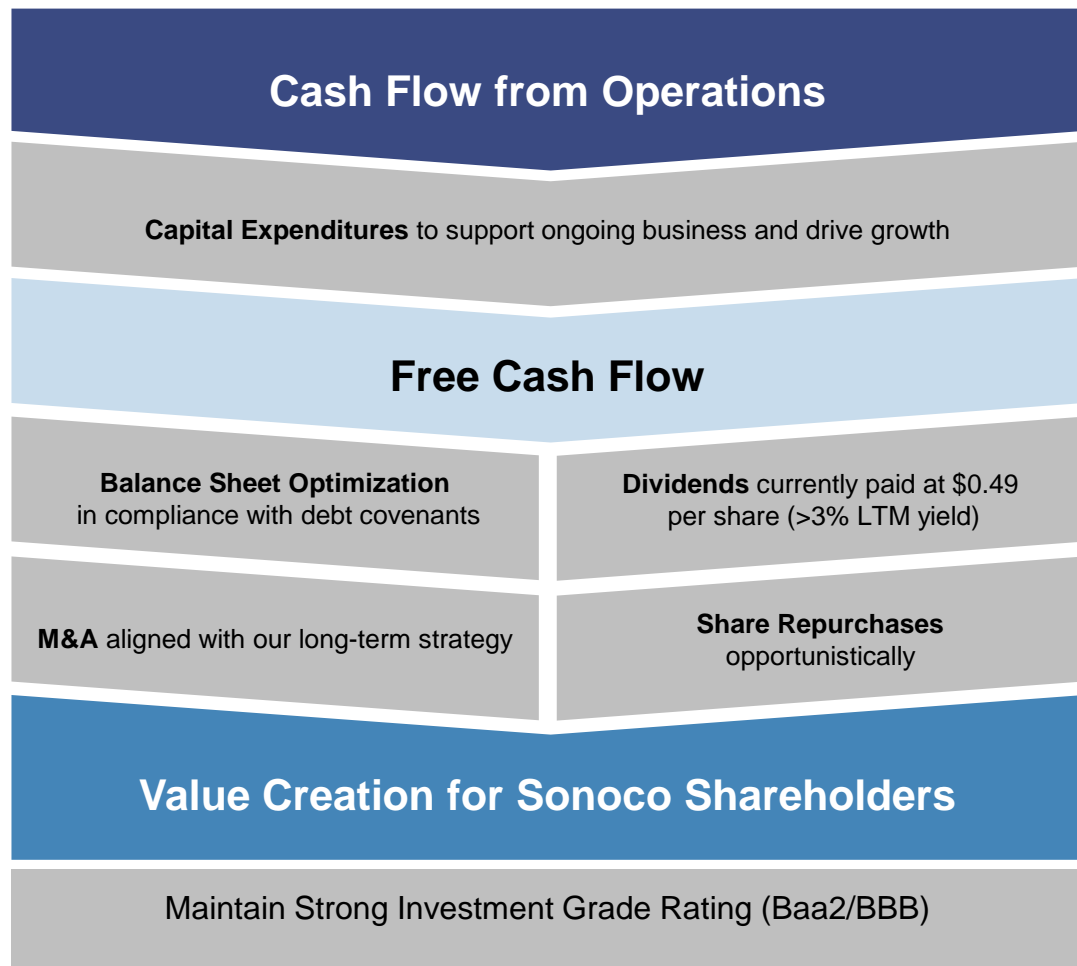 Cash Flow from Operations
Capital Expenditures to support ongoing business and drive growth
Free Cash Flow
Balance Sheet Optimization
in compliance with debt covenants
Dividends currently paid at $0.49
per share (>3% LTM yield)
M&A aligned with our long-term strategy
Share Repurchases
opportunistically
Value Creation for Sonoco Shareholders
Maintain Strong Investment Grade Rating (Baa2/BBB)